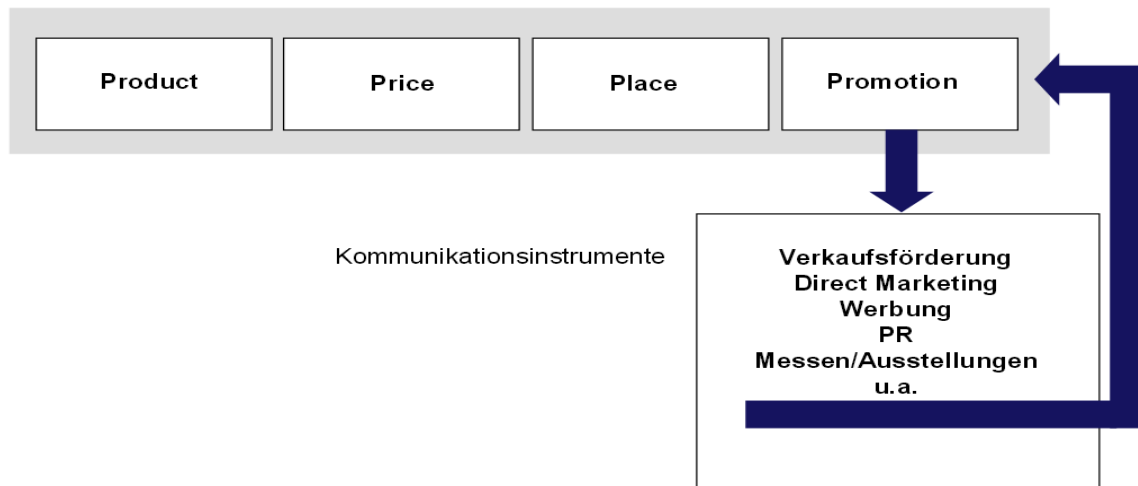 Product Price Place Promotion
Kommunikationsinstrumente
Verkaufsförderung
Direct Marketing
Werbung
PR
Messen/Ausstellungen
u.a.